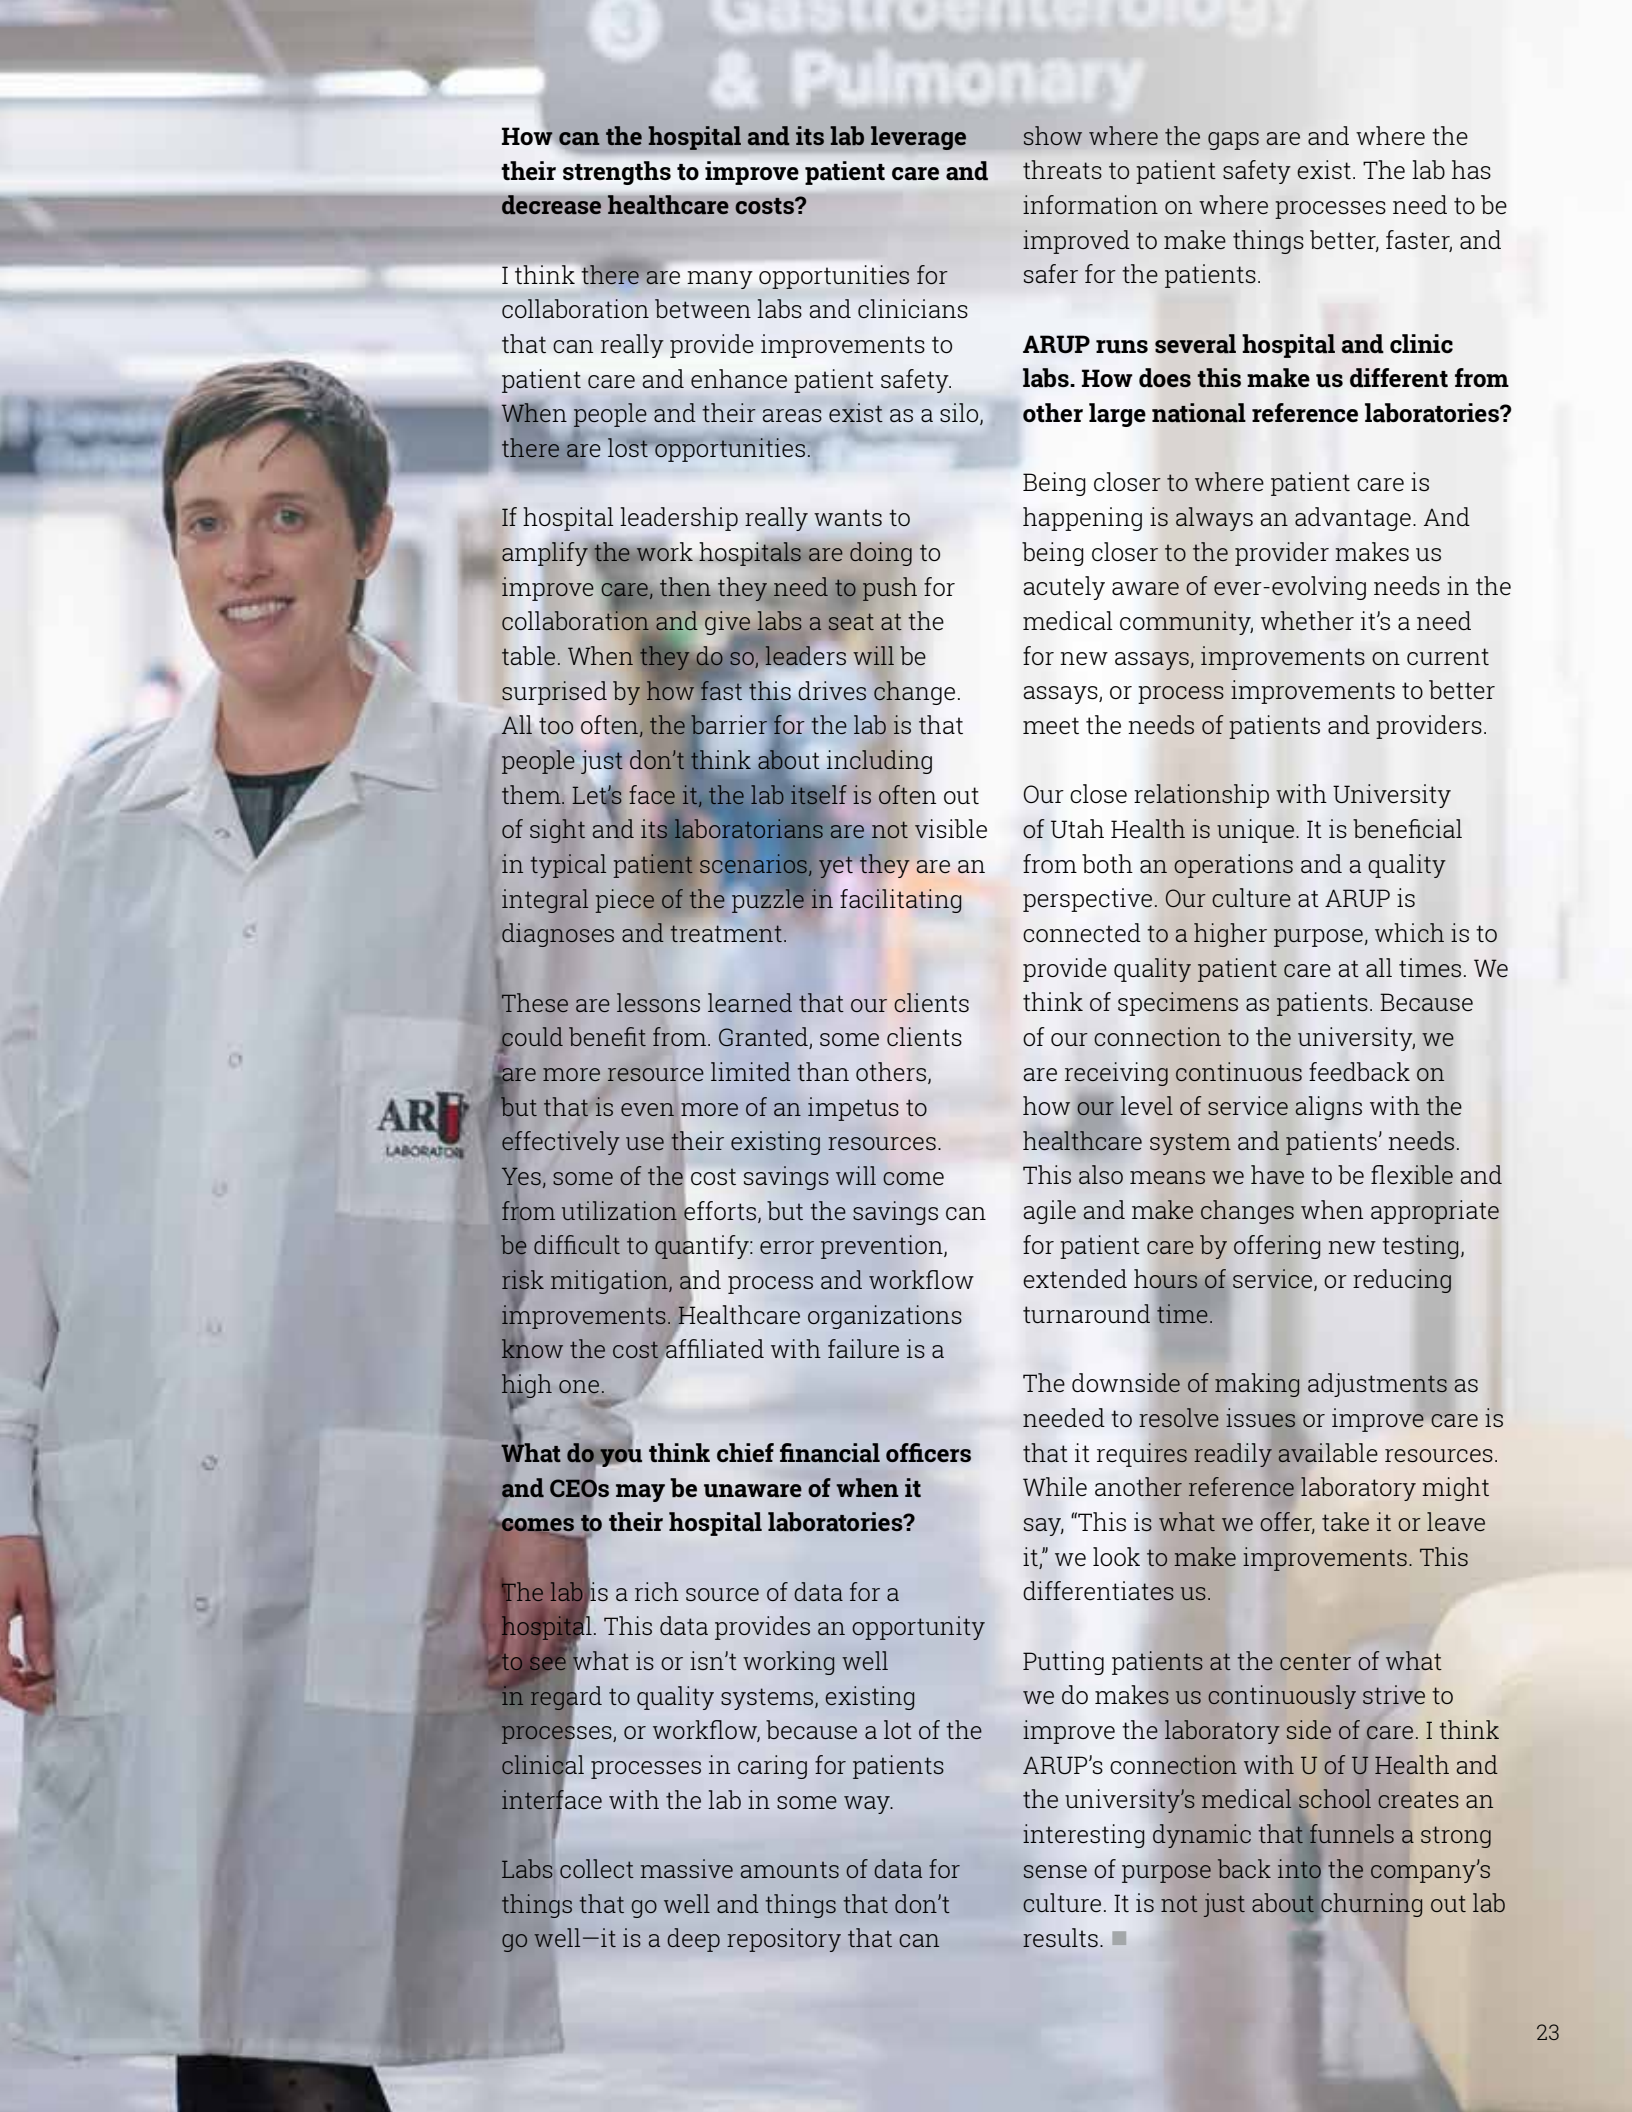 3 Gastroenterology
& Pulmonary
How can the hospital and its lab leverage
their strengths to improve patient care and
decrease healthcare costs?
I think there are many opportunities for
collaboration between labs and clinicians
that can really provide improvements to
patient care and enhance patient safety.
When people and their areas exist as a silo,
there are lost opportunities.
If hospital leadership really wants to
amplify the work hospitals are doing to
improve care, then they need to push for
collaboration and give labs a seat at the
table. When they do so, leaders will be
surprised by how fast this drives change.
All too often, the barrier for the lab is that
people just don’t think about including
them. Let’s face it, the lab itself is often out
of sight and its laboratorians are not visible
in typical patient scenarios, yet they are an
integral piece of the puzzle in facilitating
diagnoses and treatment.
These are lessons learned that our clients
could benefit from. Granted, some clients
are more resource limited than others,
but that is even more of an impetus to
effectively use their existing resources.
Yes, some of the cost savings will come
from utilization efforts, but the savings can
be difficult to quantify: error prevention,
risk mitigation, and process and workflow
improvements. Healthcare organizations
know the cost affiliated with failure is a
high one.
What do you think chief financial officers
and CEOs may be unaware of when it
comes to their hospital laboratories?
The lab is a rich source of data for a
hospital. This data provides an opportunity
to see what is or isn’t working well
in regard to quality systems, existing
processes, or workflow, because a lot of the
clinical processes in caring for patients
interface with the lab in some way.
Labs collect massive amounts of data for
things that go well and things that don’t
go well—it is a deep repository that can
show where the gaps are and where the
threats to patient safety exist. The lab has
information on where processes need to be
improved to make things better, faster, and
safer for the patients.
ARUP runs several hospital and clinic
labs. How does this make us different from
other large national reference laboratories?
Being closer to where patient care is
happening is always an advantage. And
being closer to the provider makes us
acutely aware of ever-evolving needs in the
medical community, whether it’s a need
for new assays, improvements on current
assays, or process improvements to better
meet the needs of patients and providers.
Our close relationship with University
of Utah Health is unique. It is beneficial
from both an operations and a quality
perspective. Our culture at ARUP is
connected to a higher purpose, which is to
provide quality patient care at all times. We
think of specimens as patients. Because
of our connection to the university, we
are receiving continuous feedback on
how our level of service aligns with the
healthcare system and patients’ needs.
This also means we have to be flexible and
agile and make changes when appropriate
for patient care by offering new testing,
extended hours of service, or reducing
turnaround time.
The downside of making adjustments as
needed to resolve issues or improve care is
that it requires readily available resources.
While another reference laboratory might
say, “This is what we offer, take it or leave
it,” we look to make improvements. This
differentiates us.
Putting patients at the center of what
we do makes us continuously strive to
improve the laboratory side of care. I think
ARUP’s connection with U of U Health and
the university’s medical school creates an
interesting dynamic that funnels a strong
sense of purpose back into the company’s
culture. It is not just about churning out lab
results.
ARU
LABORATORI
23